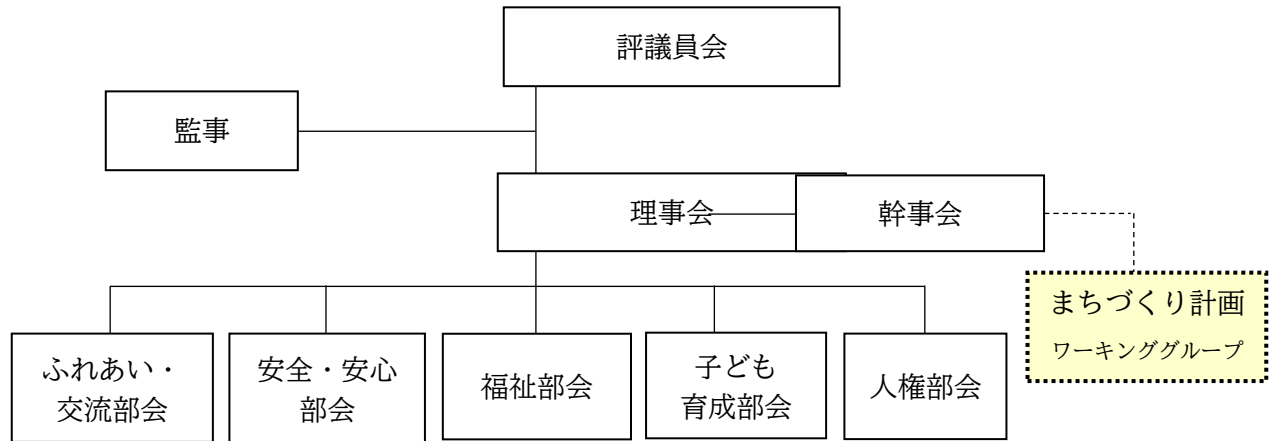 評議員会
監事
理事会
幹事会
まちづくり計画
ワーキンググループ
ふれあい・
交流部会
安全・安心
部会
福祉部会
子ども
育成部会
人権部会